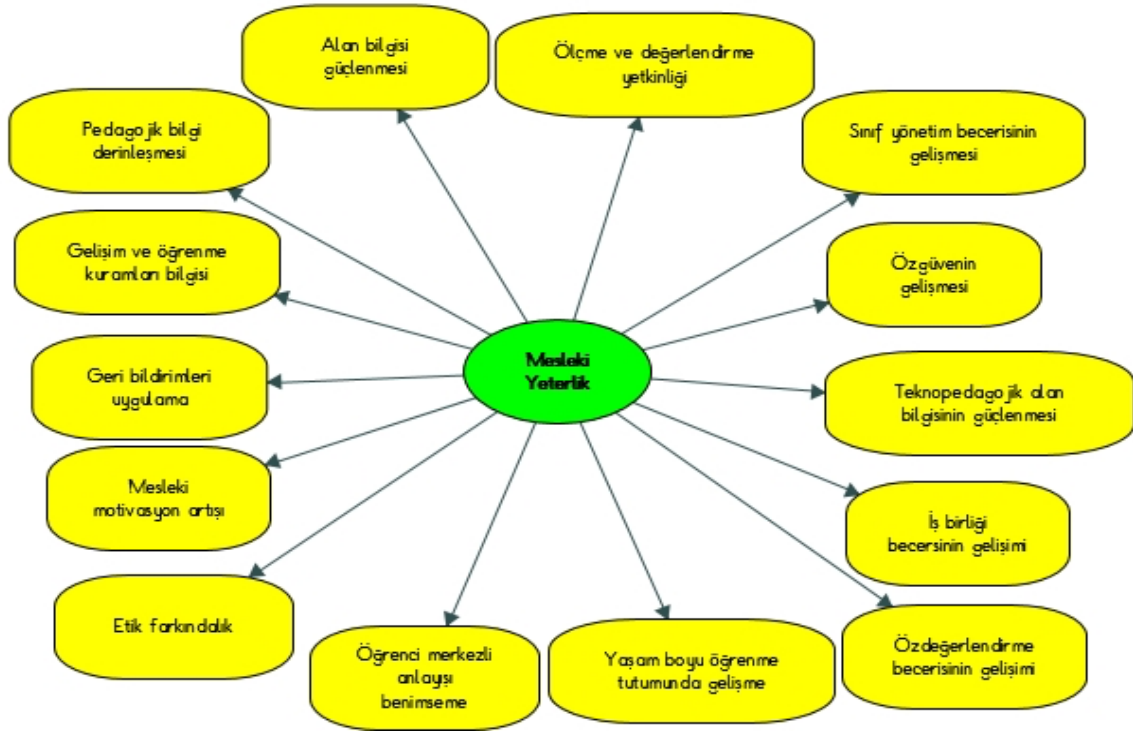 Alan bilgisi
güçlenmesi
Ölçme ve değerlendirme
yetkinliği
Pedagojik bilgi
derinleşmesi
Sınıf yönetim becerisinin
gelişmesi
Gelişim ve öğrenme
kuramları bilgisi
Özgüvenin
gelişmesi
Mesleki
Yeterlik
Geri bildirimleri
uygulama
Teknopedagojik alan
bilgisinin güçlenmesi
Mesleki
motivasyon artışı
İş birliği
becersinin gelişimi
Etik farkındalık
Öğrenci merkezli
anlayışı
benimseme
Yaşam boyu öğrenme
tutumunda gelişme
Özdeğerlendirme
becerisinin gelişimi